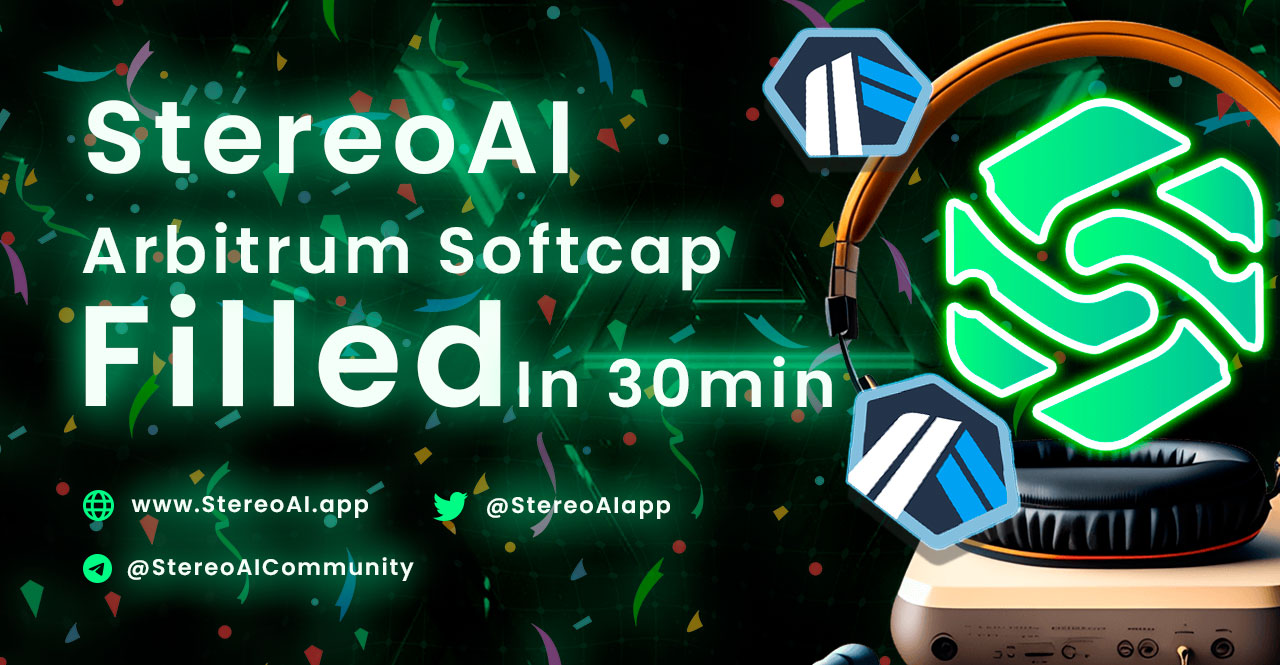 StereoAI
Arbitrum Softcap
Filled In 30min
www.StereoAI.app
@StereoAIapp
@StereoAICommunity